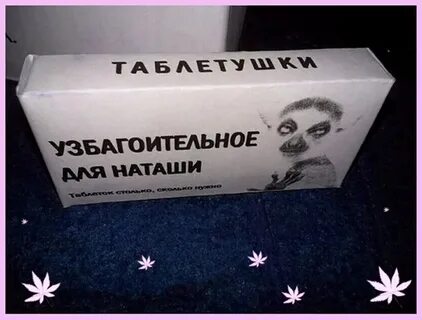 ТАБЛЕТУШКИ
УЗБАГОИТЕЛЬНОЕ
ДЛЯ НАТАШИ
Таблеток столько, сколько нужно